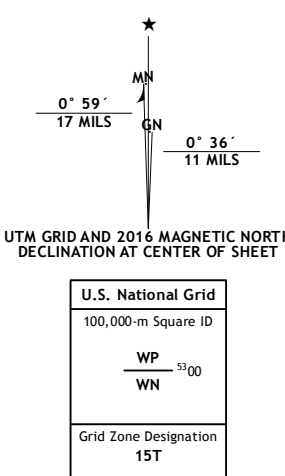 MN
0° 59´
17 MILS
GN
0° 36´
11 MILS
UTM GRID AND 2016 MAGNETIC NORTH
DECLINATION AT CENTER OF SHEET
U.S. National Grid
100,000-m Square ID
WP
5300
WN
Grid Zone Designation
15T